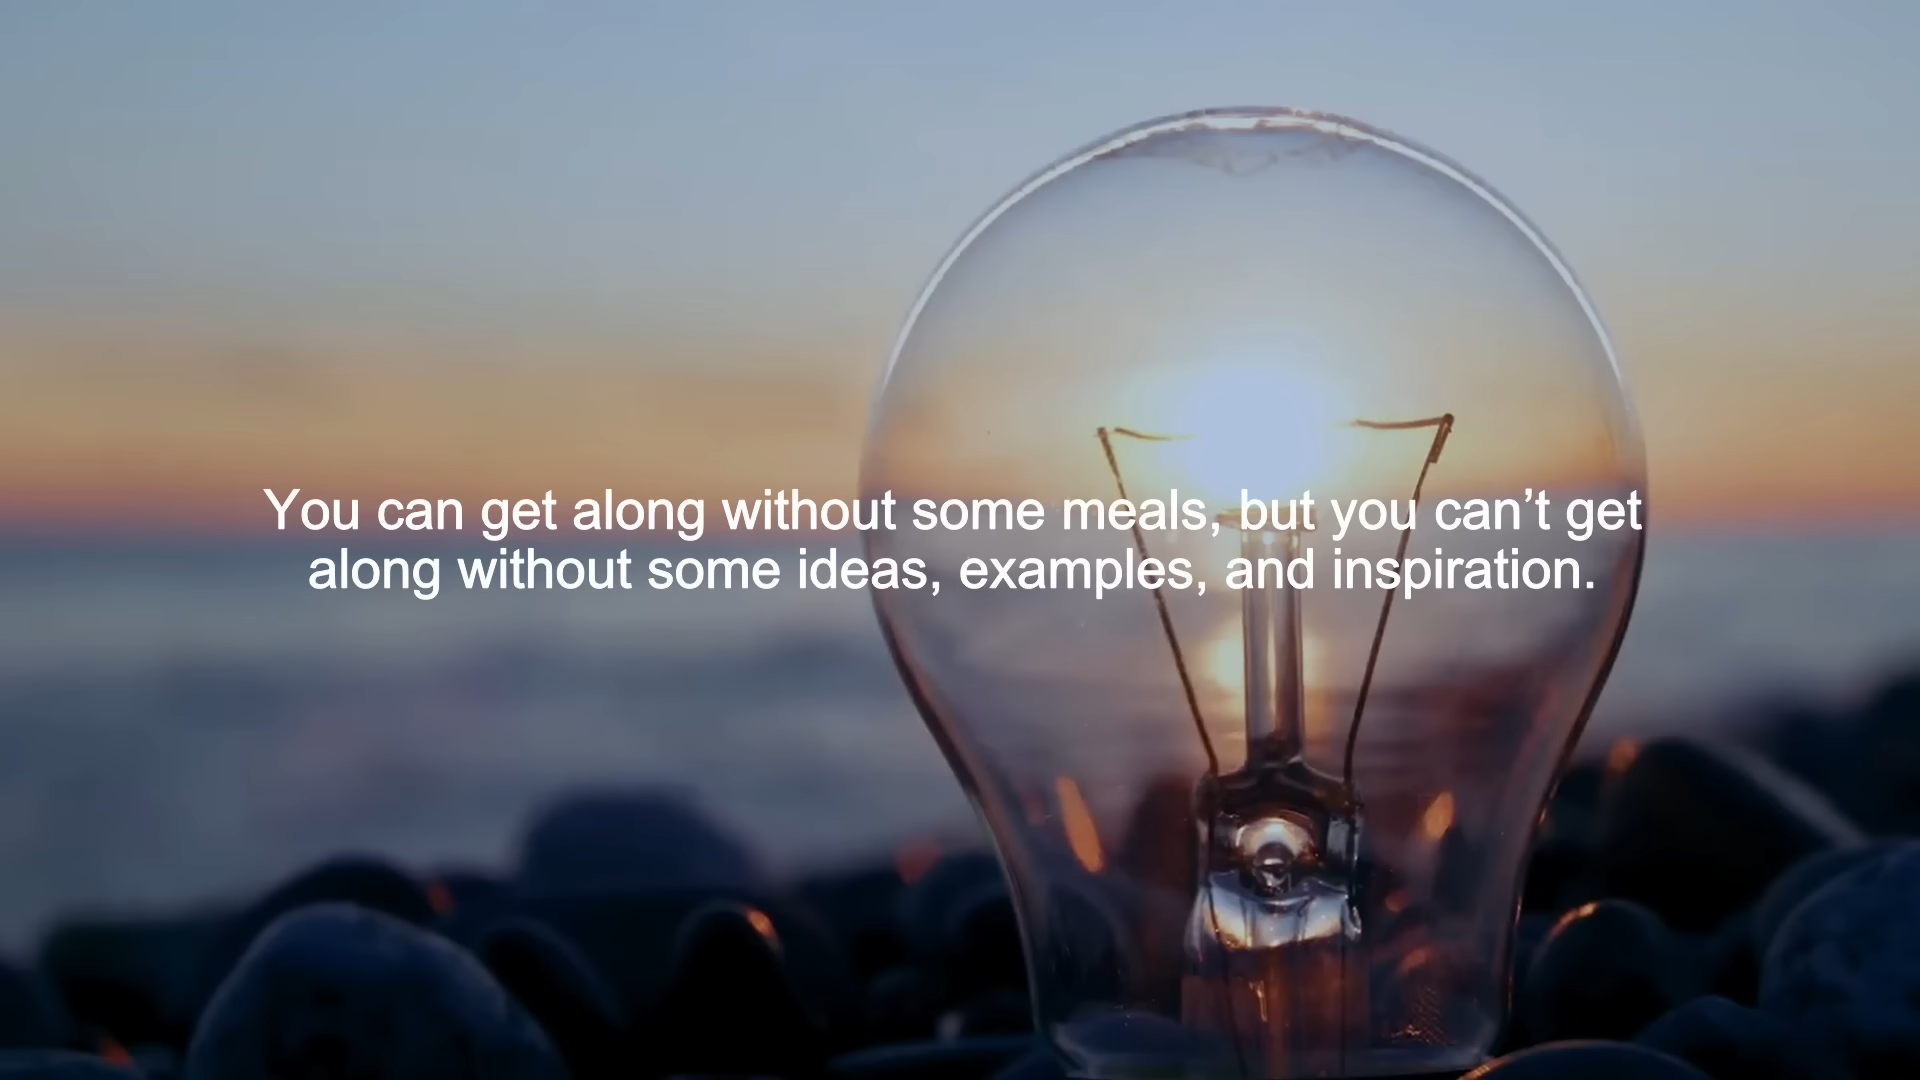 You can get along without some meals, but you can’t get
along without some ideas, examples, and inspiration.